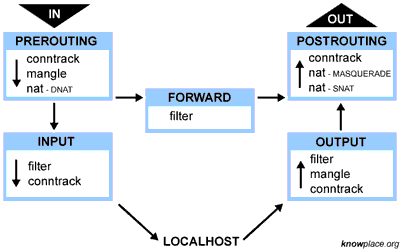 IN
OUT
PREROUTING
conntrack
mangle
nat - DNAT
POSTROUTING
conntrack
nat - MASQUERADE
nat - SNAT
FORWARD
filter
INPUT
filter
conntrack
OUTPUT
filter
mangle
conntrack
LOCALHOST
knowplace.org